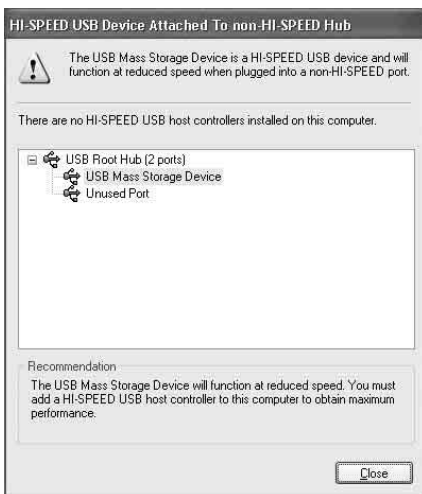 HI-SPEED USB Device Attached To non-HI-SPEED Hub
The USB Mass Storage Device is a HI-SPEED USB device and will
function at reduced speed when plugged into a non-HI-SPEED port.
There are no HI-SPEED USB host controllers installed on this computer.
USB Root Hub (2 ports)
USB Mass Storage Device
Unused Port
Recommendation
The USB Mass Storage Device will function at reduced speed. You must
add a HI-SPEED USB host controller to this computer to obtain maximum
performance.
Close